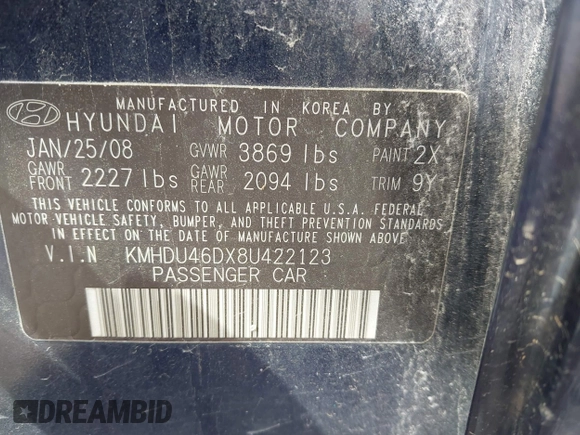 MANUFACTURED IN KOREA BY
HYUNDAI MOTOR COMPANY
JAN/25/08 GVWR 3869 lbs PAINT 2X
GAWR FRONT 2227 lbs GAWR REAR 2094 lbs TRIM 9Y
THIS VEHICLE CONFORMS TO ALL APPLICABLE U.S.A. FEDERAL
MOTOR VEHICLE SAFETY, BUMPER, AND THEFT PREVENTION STANDARDS
IN EFFECT ON THE DATE OF MANUFACTURE SHOWN ABOVE.
V.I.N KMHDU46DX8U422123
PASSENGER CAR
DREAMBID